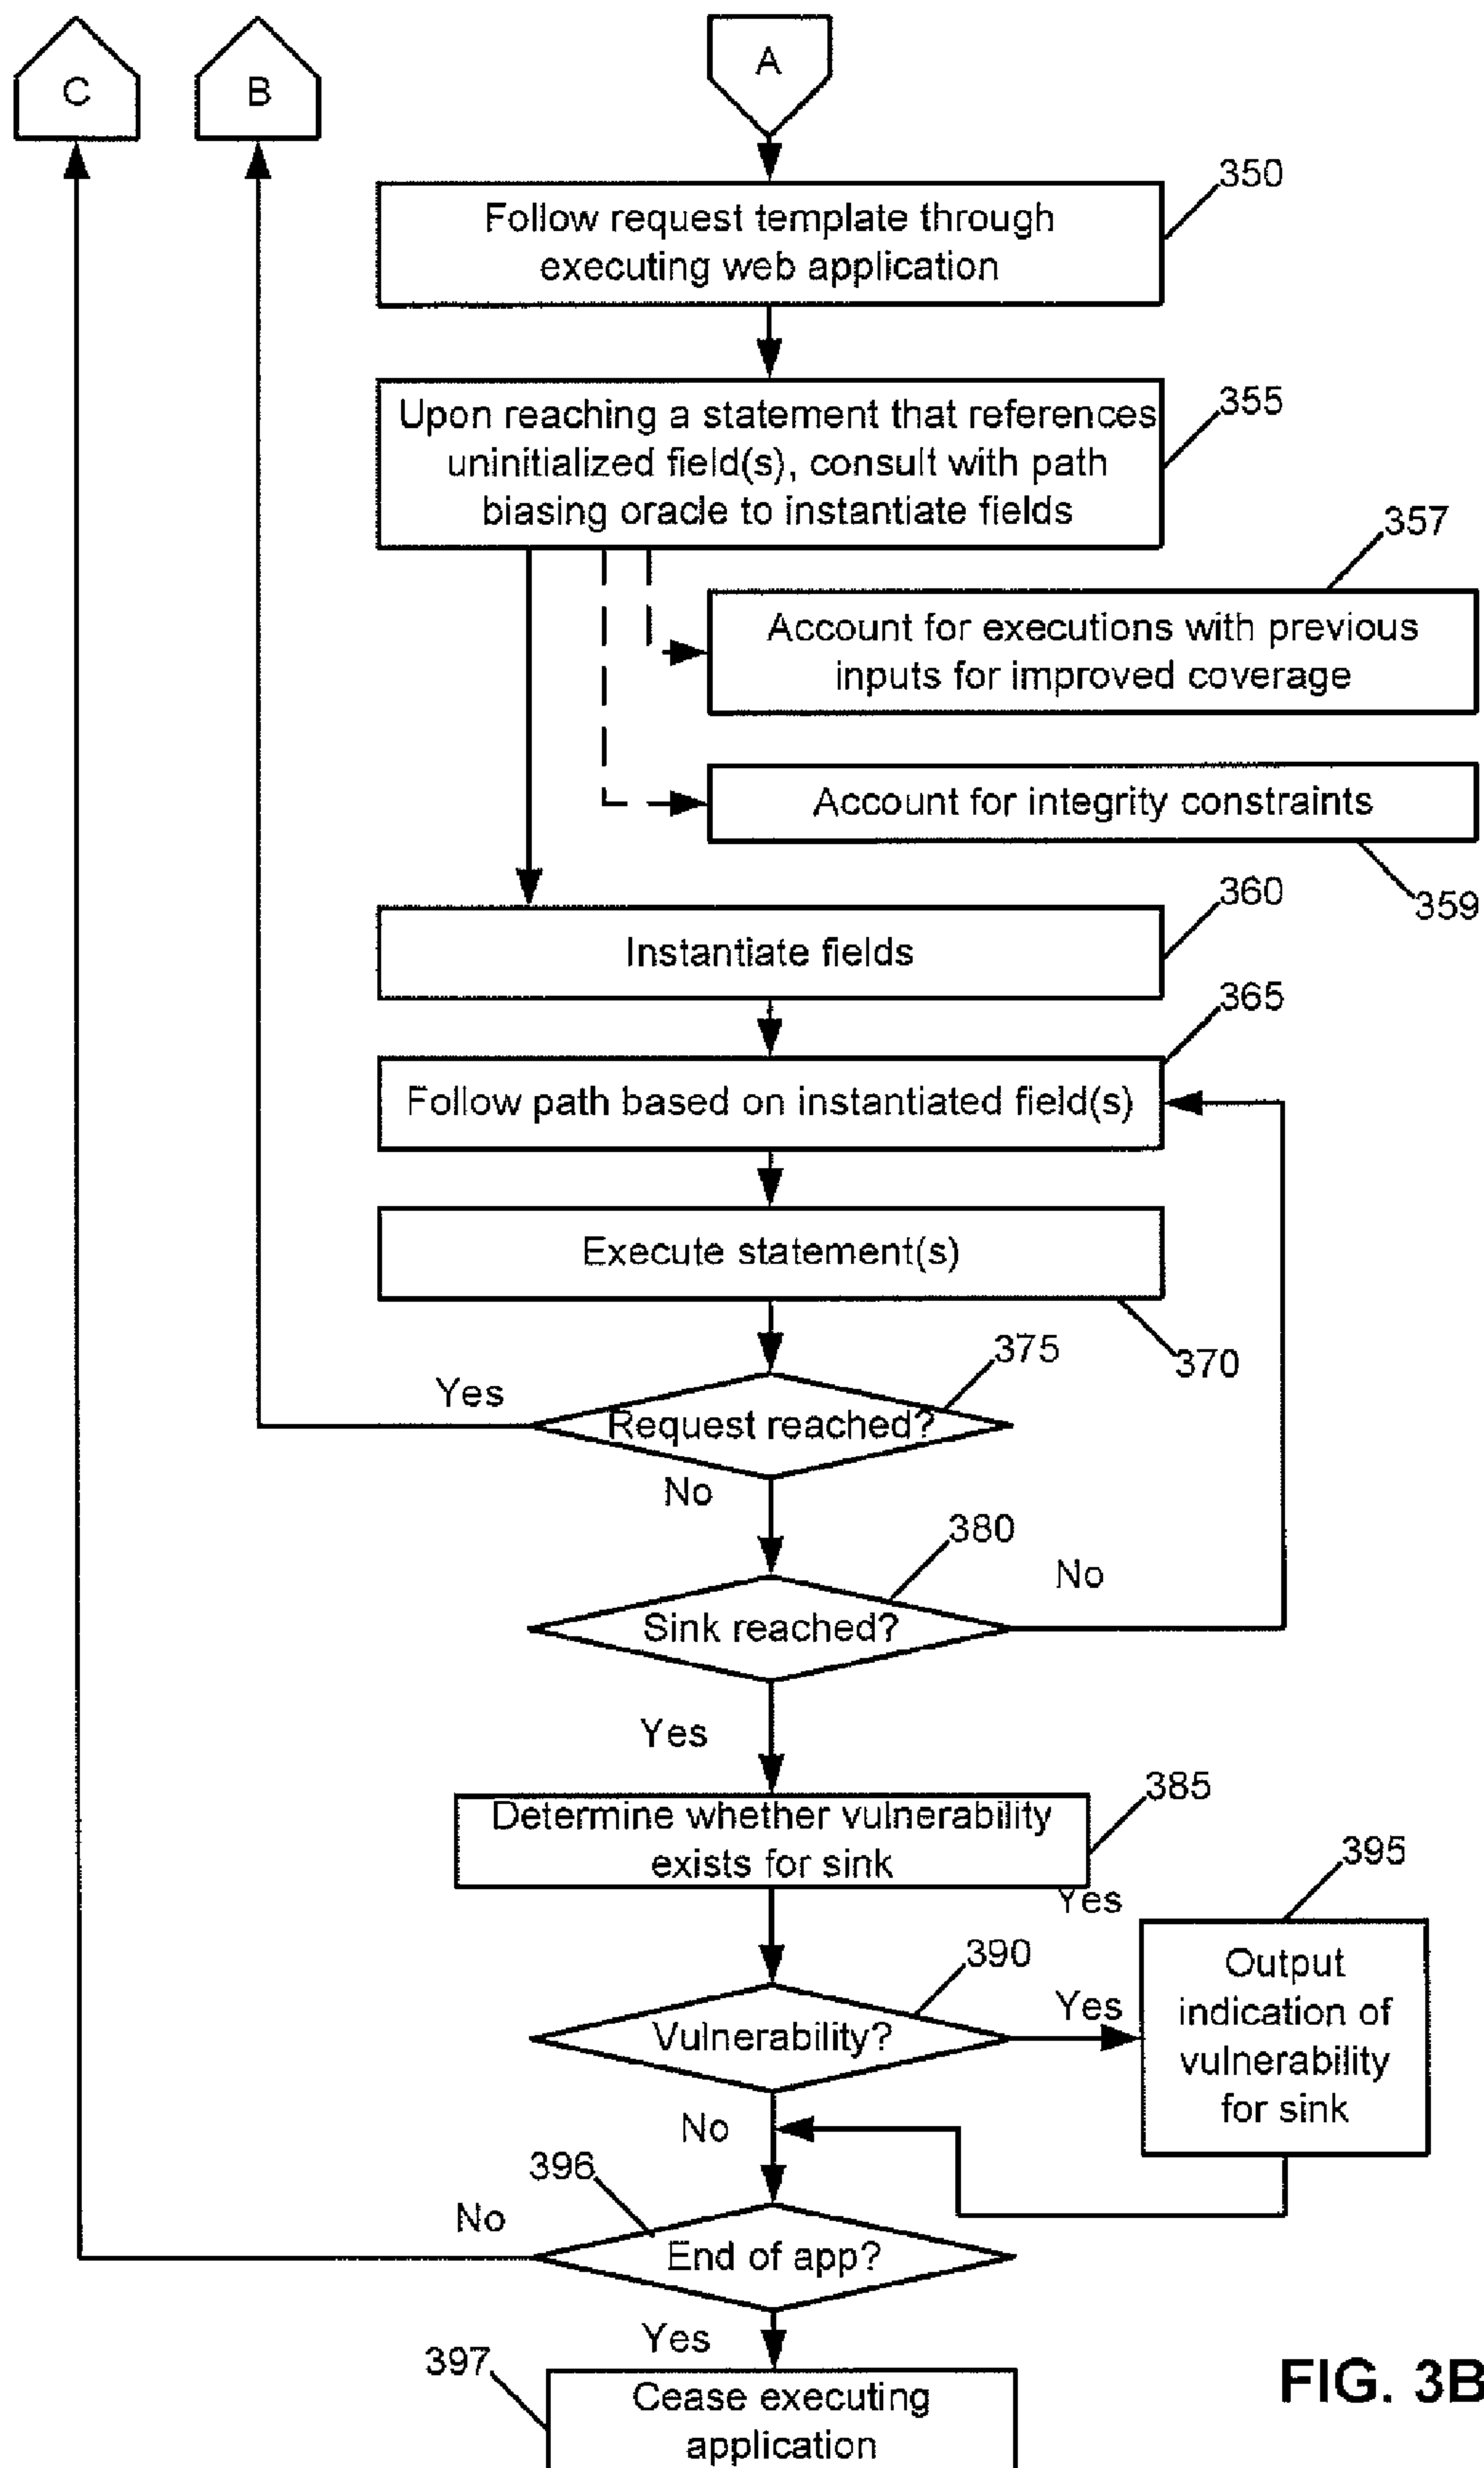 C
B
A
350
Follow request template through
executing web application
355
Upon reaching a statement that references
uninitialized field(s), consult with path
biasing oracle to instantiate fields
357
Account for executions with previous
inputs for improved coverage
Account for integrity constraints
359
360
Instantiate fields
365
Follow path based on instantiated field(s)
Execute statement(s)
370
375
Yes
Request reached?
No
380
No
Sink reached?
Yes
385
Determine whether vulnerability
exists for sink
Yes
395
390
Output
indication of
vulnerability
for sink
Yes
Vulnerability?
No
396
No
End of app?
Yes
397
Cease executing
application
FIG. 3B